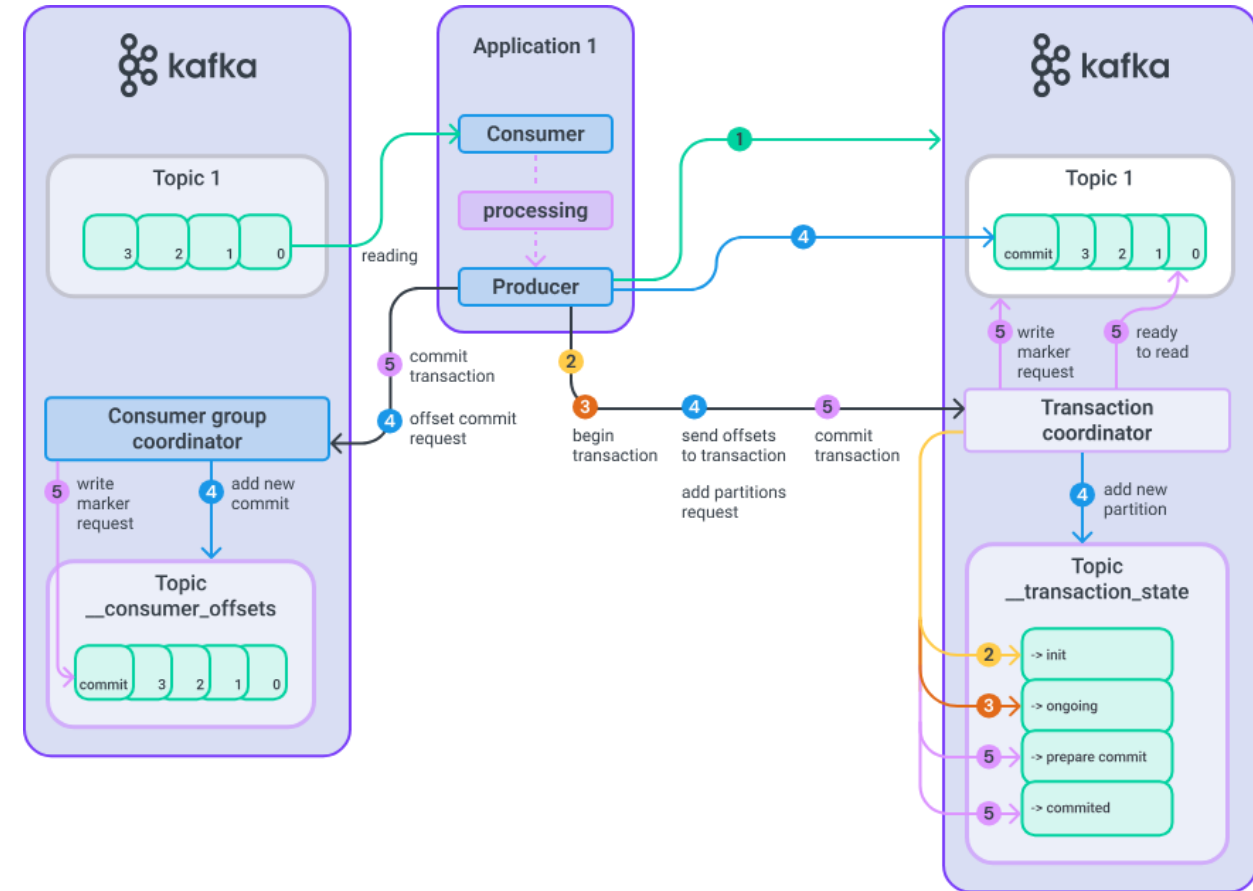 kafka
Topic 1
3
2
1
0
reading
Consumer group
coordinator
5
write
marker
request
4
add new
commit
Topic
__consumer_offsets
commit
3
2
1
0
Application 1
Consumer
processing
Producer
5
commit
transaction
4
offset commit
request
1
4
2
3
begin
transaction
4
send offsets
to transaction
add partitions
request
5
commit
transaction
kafka
Topic 1
commit
3
2
1
0
5
write
marker
request
5
ready
to read
Transaction
coordinator
4
add new
partition
Topic
__transaction_state
2
-> init
3
-> ongoing
5
-> prepare commit
5
-> commited